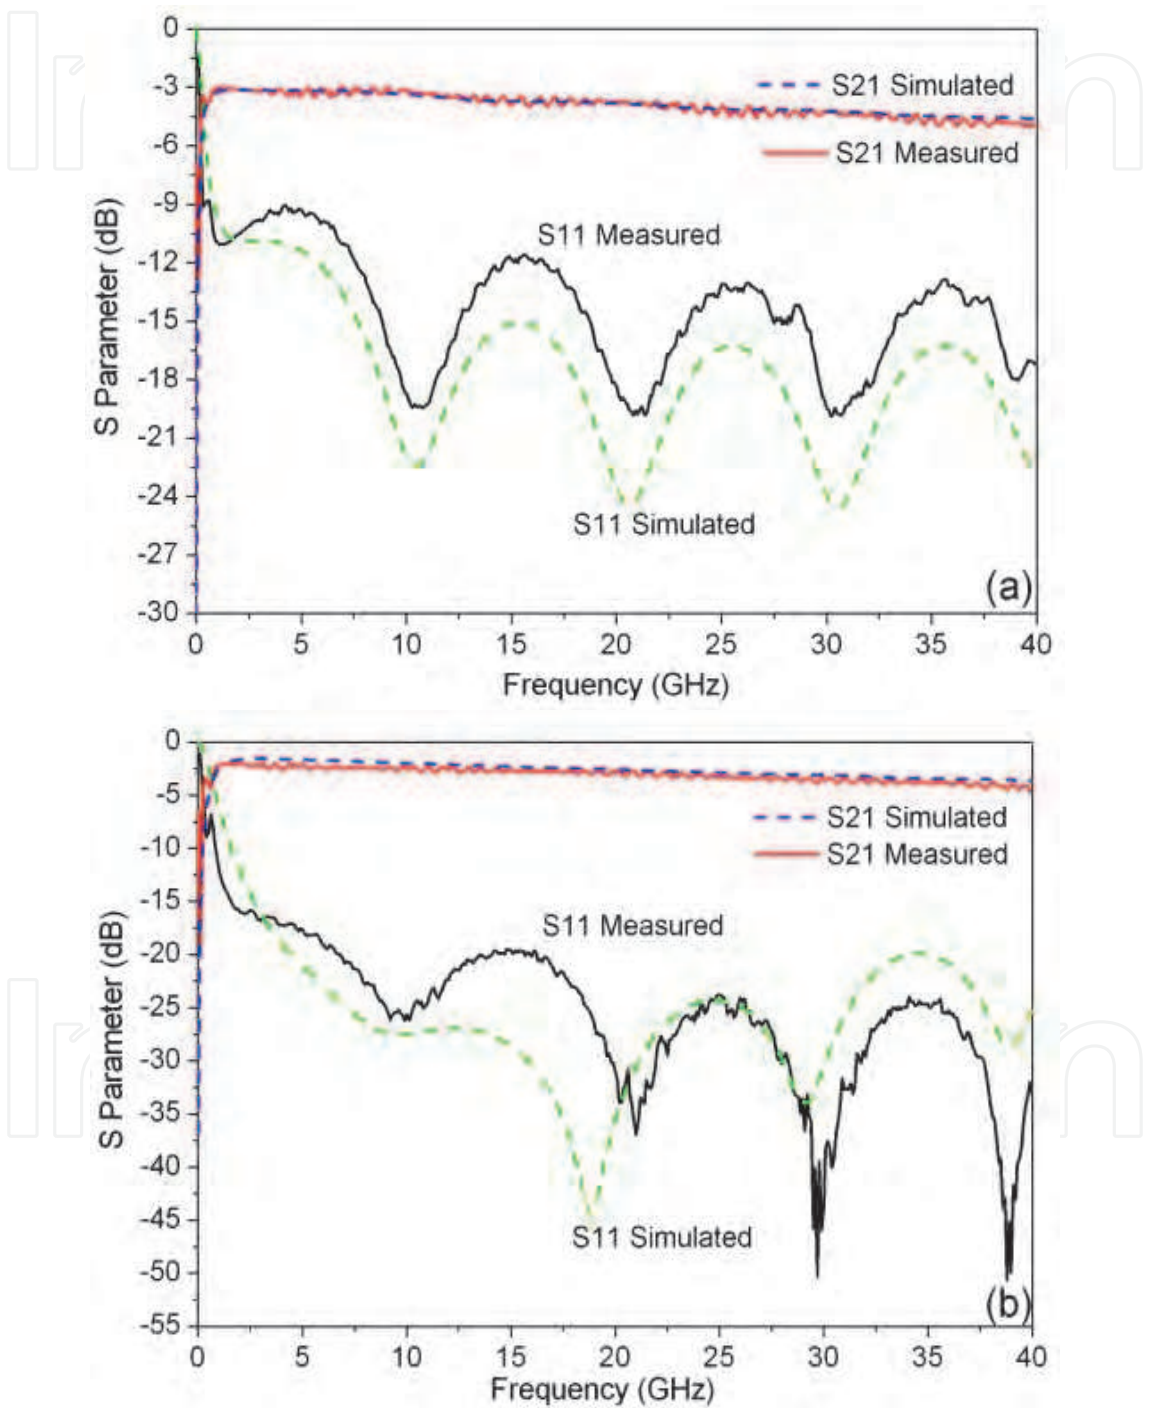 0
-3
-6
-9
-12
-15
-18
-21
-24
-27
-30
S Parameter (dB)
S21 Simulated
S21 Measured
S11 Measured
S11 Simulated
(a)
0 5 10 15 20 25 30 35 40
Frequency (GHz)
0
-5
-10
-15
-20
-25
-30
-35
-40
-45
-50
-55
S Parameter (dB)
S21 Simulated
S21 Measured
S11 Measured
S11 Simulated
(b)
0 5 10 15 20 25 30 35 40
Frequency (GHz)